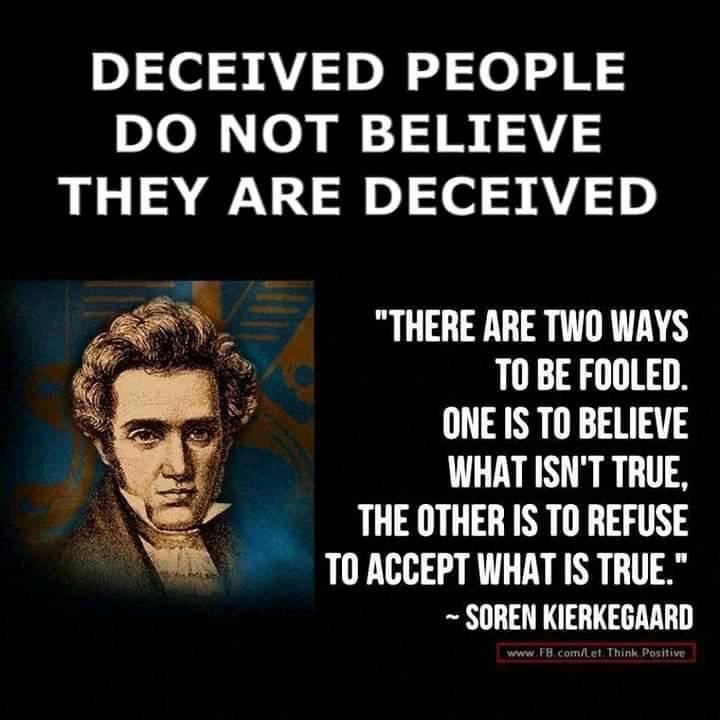 DECEIVED PEOPLE
DO NOT BELIEVE
THEY ARE DECEIVED
"THERE ARE TWO WAYS
TO BE FOOLED.
ONE IS TO BELIEVE
WHAT ISN'T TRUE,
THE OTHER IS TO REFUSE
TO ACCEPT WHAT IS TRUE."
~ SOREN KIERKEGAARD
www.FB.com/Let.Think.Positive